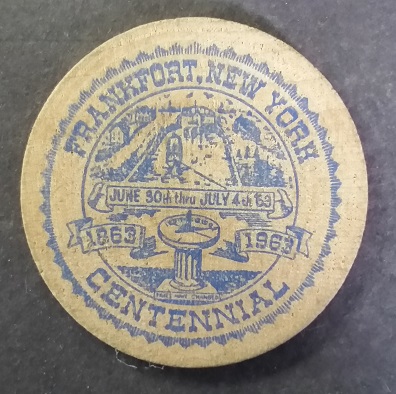 FRANKFORT, NEW YORK
JUNE 30th thru JULY 4th '63
1863 1963
CENTENNIAL